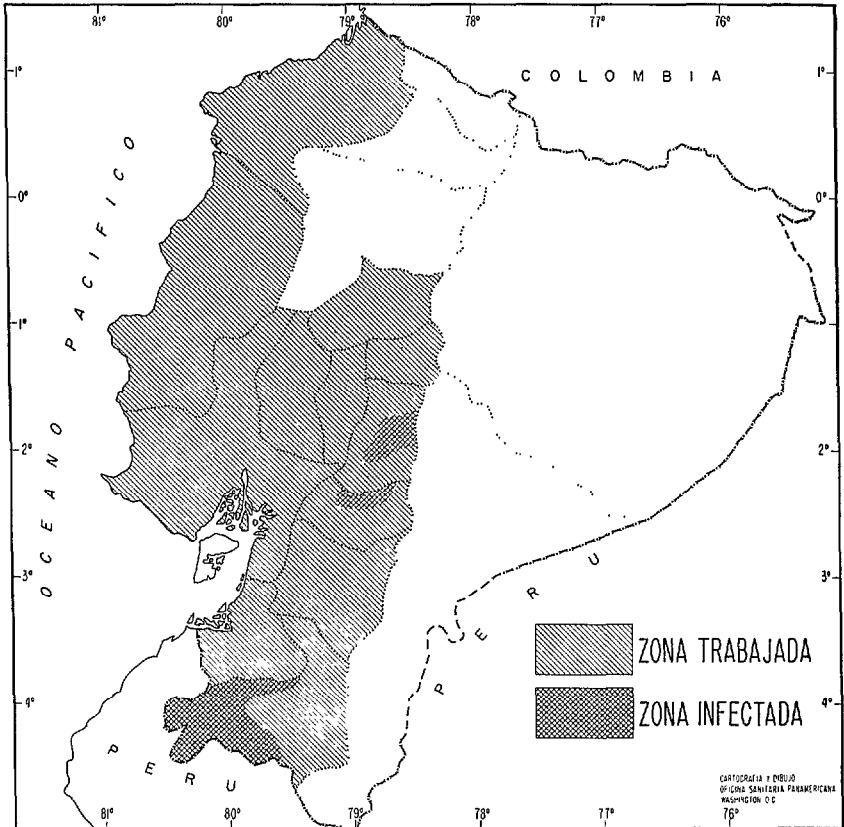 81° 80° 79° 78° 77° 76°
1° 1°
0° 0°
1° 1°
2° 2°
3° 3°
4° 4°
COLOMBIA
OCEANO PACIFICO
PERU
PERU
ZONA TRABAJADA
ZONA INFECTADA
CARTOGRAFIA Y DIBUJO
OFICINA SANITARIA PANAMERICANA
WASHINGTON D C
81° 80° 79° 78° 77° 76°